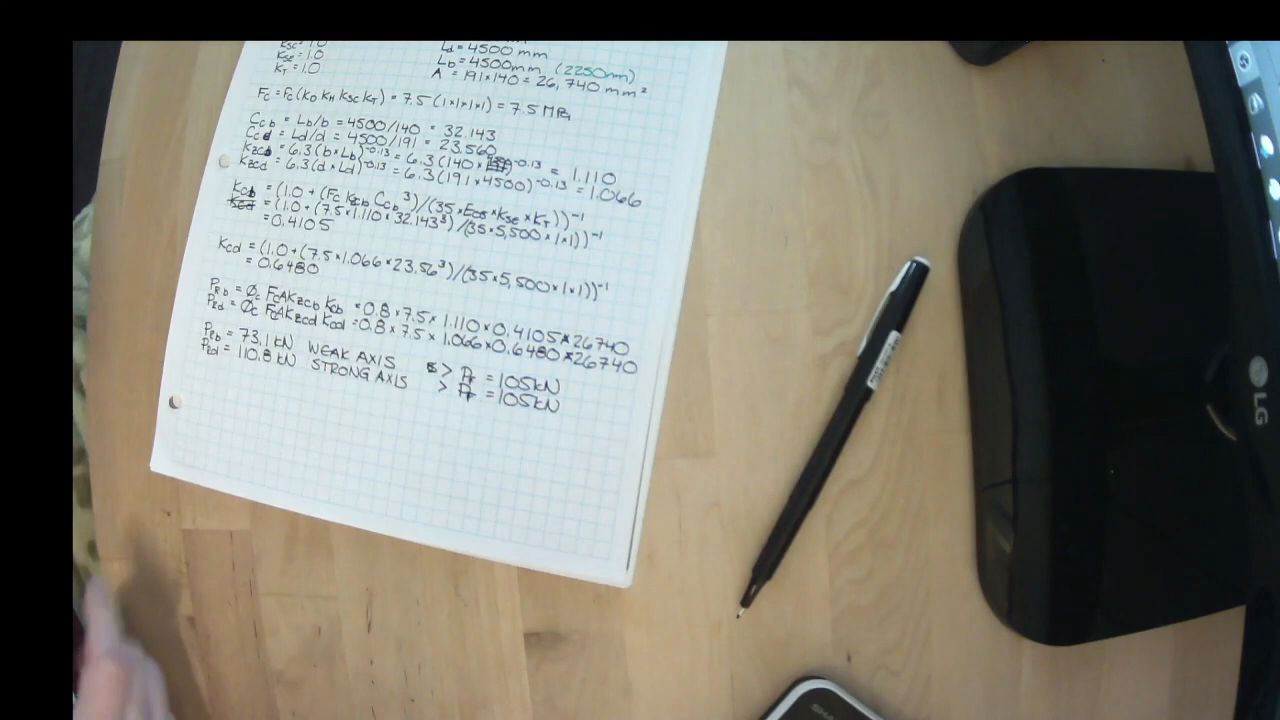 KSC = 1.0
KSE = 1.0
KT = 1.0
Ld = 4500 mm
Lb = 4500mm (2250mm)
A = 191 × 140 = 26,740 mm²
Fc = fc (KD KH KSC KT) = 7.5 (1×1×1×1) = 7.5 MPa
Ccb = Lb/b = 4500/140 = 32.143
Ccd = Ld/d = 4500/191 = 23.560
Kzcb = 6.3(b × Lb)^-0.13 = 6.3(140 × )^-0.13 = 1.110
Kzcd = 6.3(d × Ld)^-0.13 = 6.3(191 × 4500)^-0.13 = 1.066
Kcb = (1.0 + (Fc Kzcb Ccb³)/(35 × E05 × KSE × KT))^-1
= (1.0 + (7.5 × 1.110 × 32.143³)/(35 × 5,500 × 1 × 1))^-1
= 0.4105
Kcd = (1.0 + (7.5 × 1.066 × 23.56³)/(35 × 5,500 × 1 × 1))^-1
= 0.6480
PRb = Øc FcA Kzcb Kcb = 0.8 × 7.5 × 1.110 × 0.4105 × 26740
PRd = Øc FcA Kzcd Kcd = 0.8 × 7.5 × 1.066 × 0.6480 × 26740
PRb = 73.1 kN WEAK AXIS > Pf = 105kN
PRd = 110.8 kN STRONG AXIS > Pf = 105kN
LG